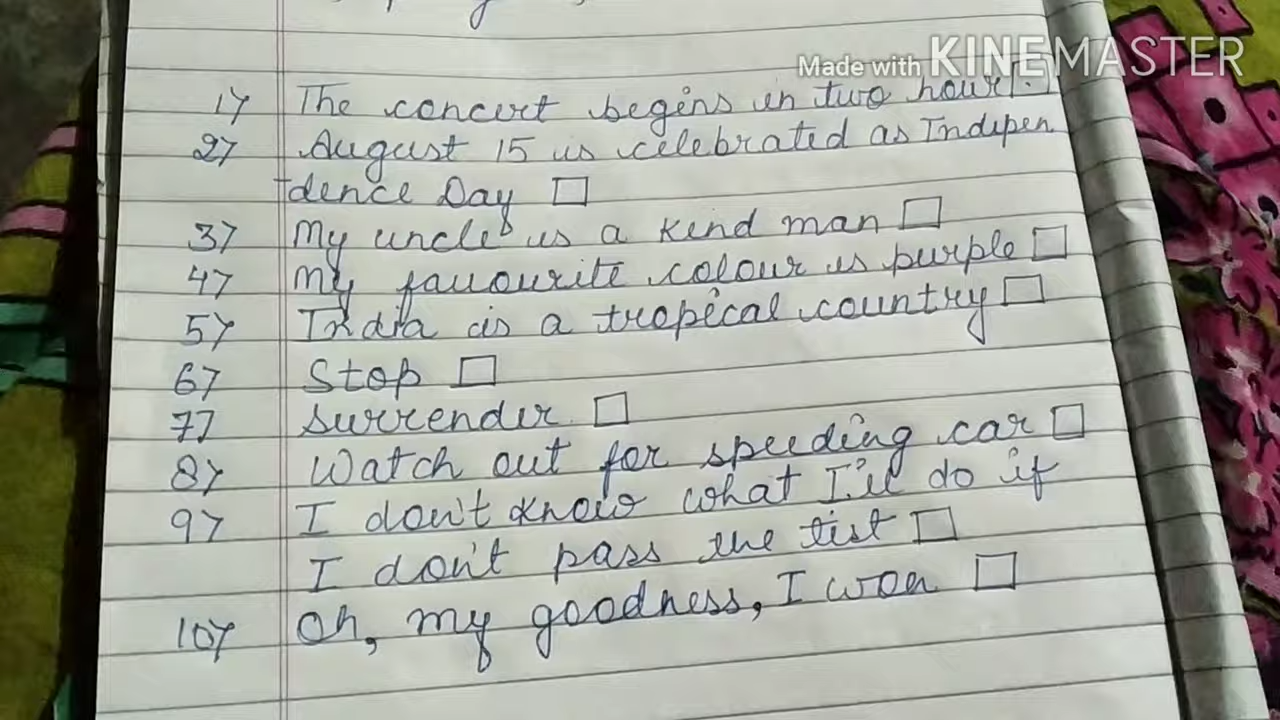 Made with KINEMASTER
1) The concert begins in two hour .
2) August 15 is celebrated as Indepen
dence Day
3) My uncle is a kind man
4) My favourite colour is purple
5) India is a tropical country
6) Stop
7) Surrender.
8) Watch out for speeding car
9) I don't know what I'll do if
I don't pass the test
10) Oh, my goodness, I won